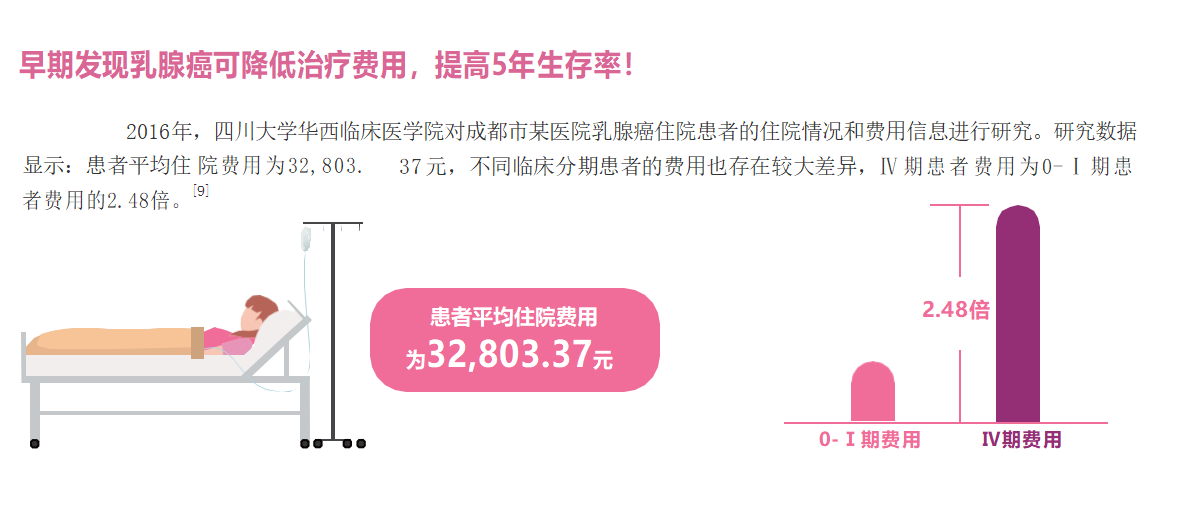 早期发现乳腺癌可降低治疗费用，提高5年生存率！
2016年，四川大学华西临床医学院对成都市某医院乳腺癌住院患者的住院情况和费用信息进行研究。研究数据
显示：患者平均住 院费用为32,803. 37元，不同临床分期患者的费用也存在较大差异，Ⅳ期患者费用为0-Ⅰ期患
者费用的2.48倍。[9]
患者平均住院费用
为32,803.37元
2.48倍
0-Ⅰ期费用
Ⅳ期费用